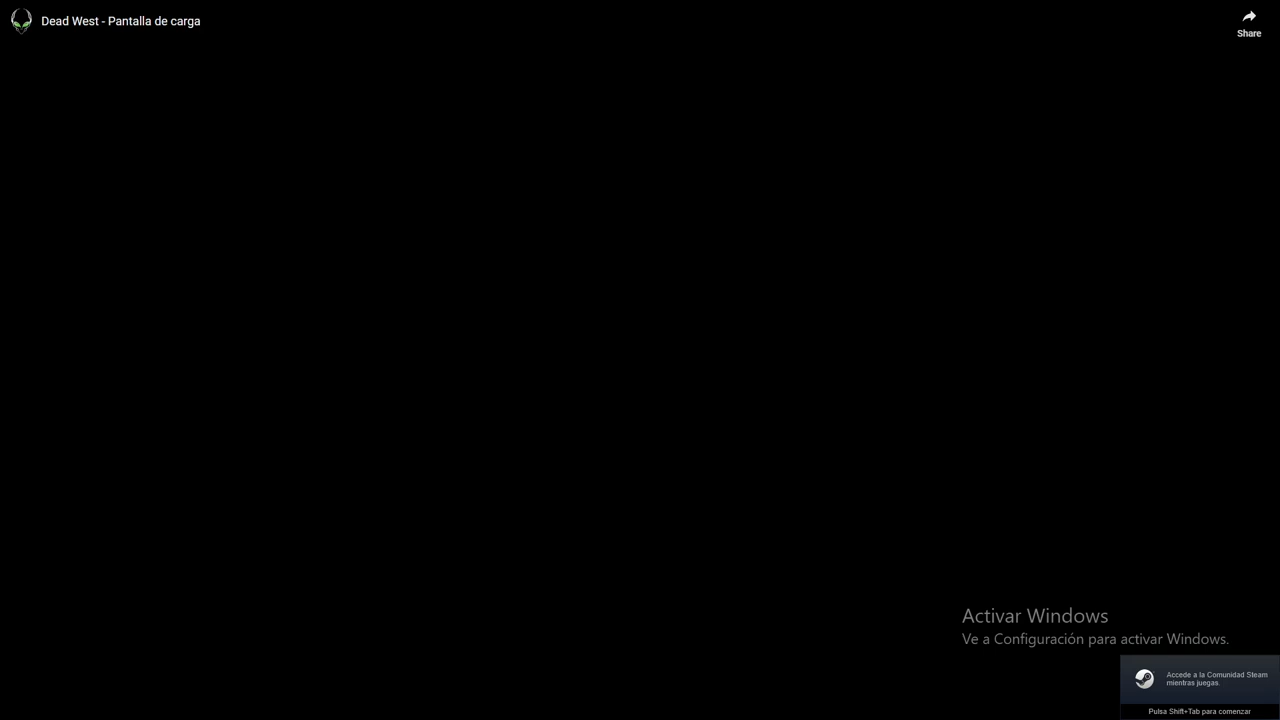 Dead West - Pantalla de carga
Share
Activar Windows
Ve a Configuración para activar Windows.
Accede a la Comunidad Steam
mientras juegas.
Pulsa Shift+Tab para comenzar